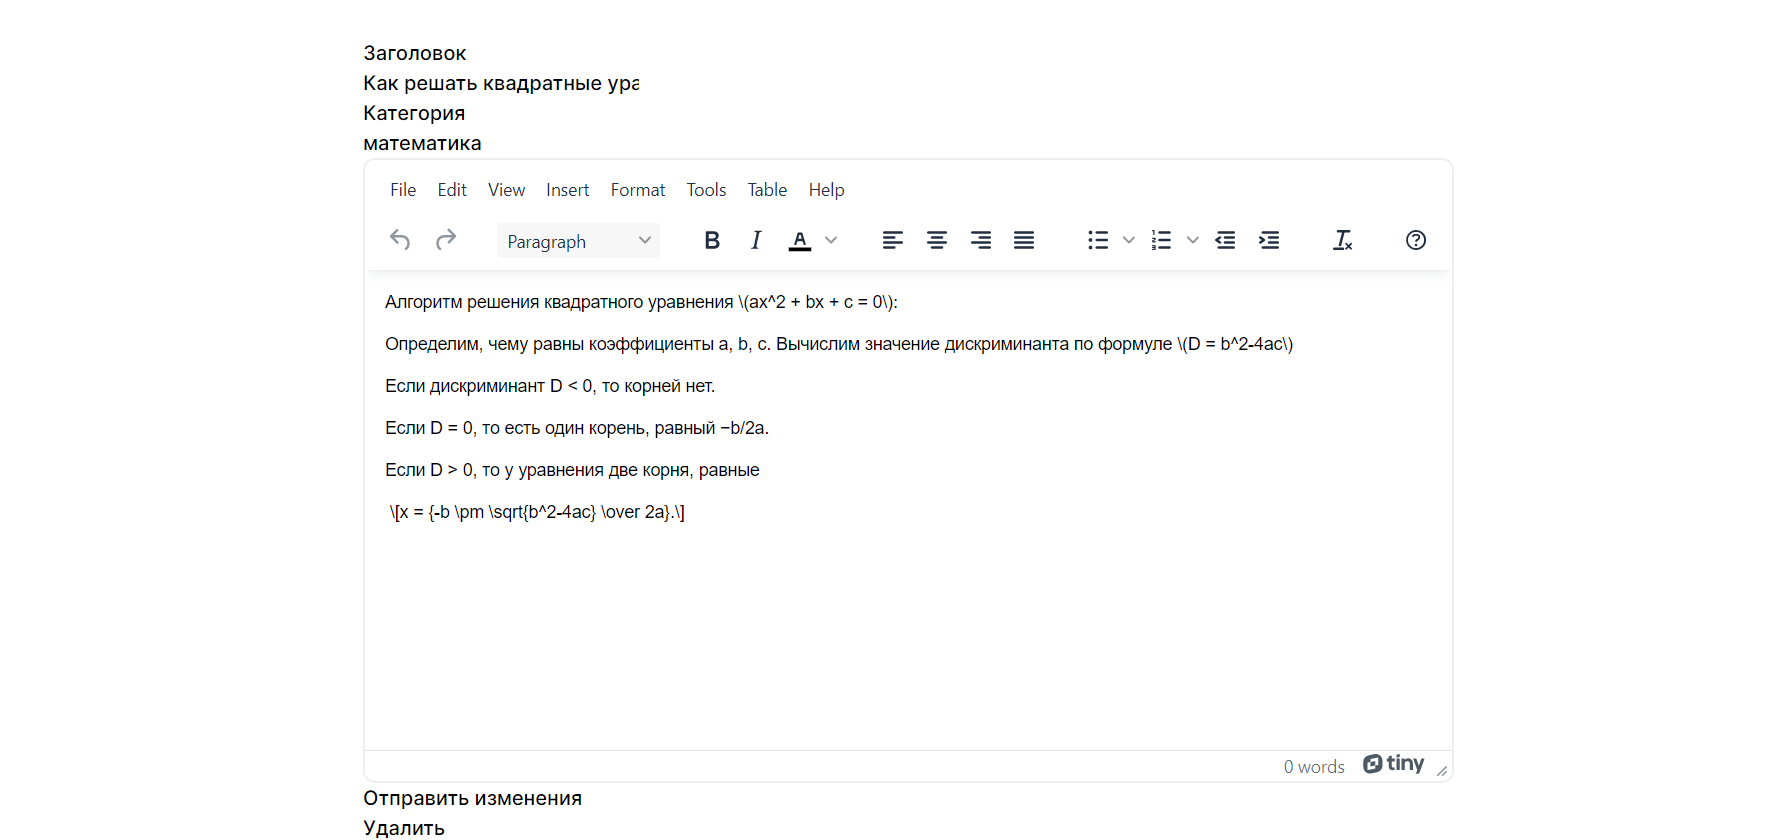 Заголовок
Как решать квадратные ура
Категория
математика
File Edit View Insert Format Tools Table Help
Paragraph B I A
Алгоритм решения квадратного уравнения \(ax^2 + bx + c = 0\):
Определим, чему равны коэффициенты a, b, c. Вычислим значение дискриминанта по формуле \(D = b^2-4ac\)
Если дискриминант D < 0, то корней нет.
Если D = 0, то есть один корень, равный −b/2a.
Если D > 0, то у уравнения две корня, равные
\[x = {-b \pm \sqrt{b^2-4ac} \over 2a}.\]
0 words tiny
Отправить изменения
Удалить